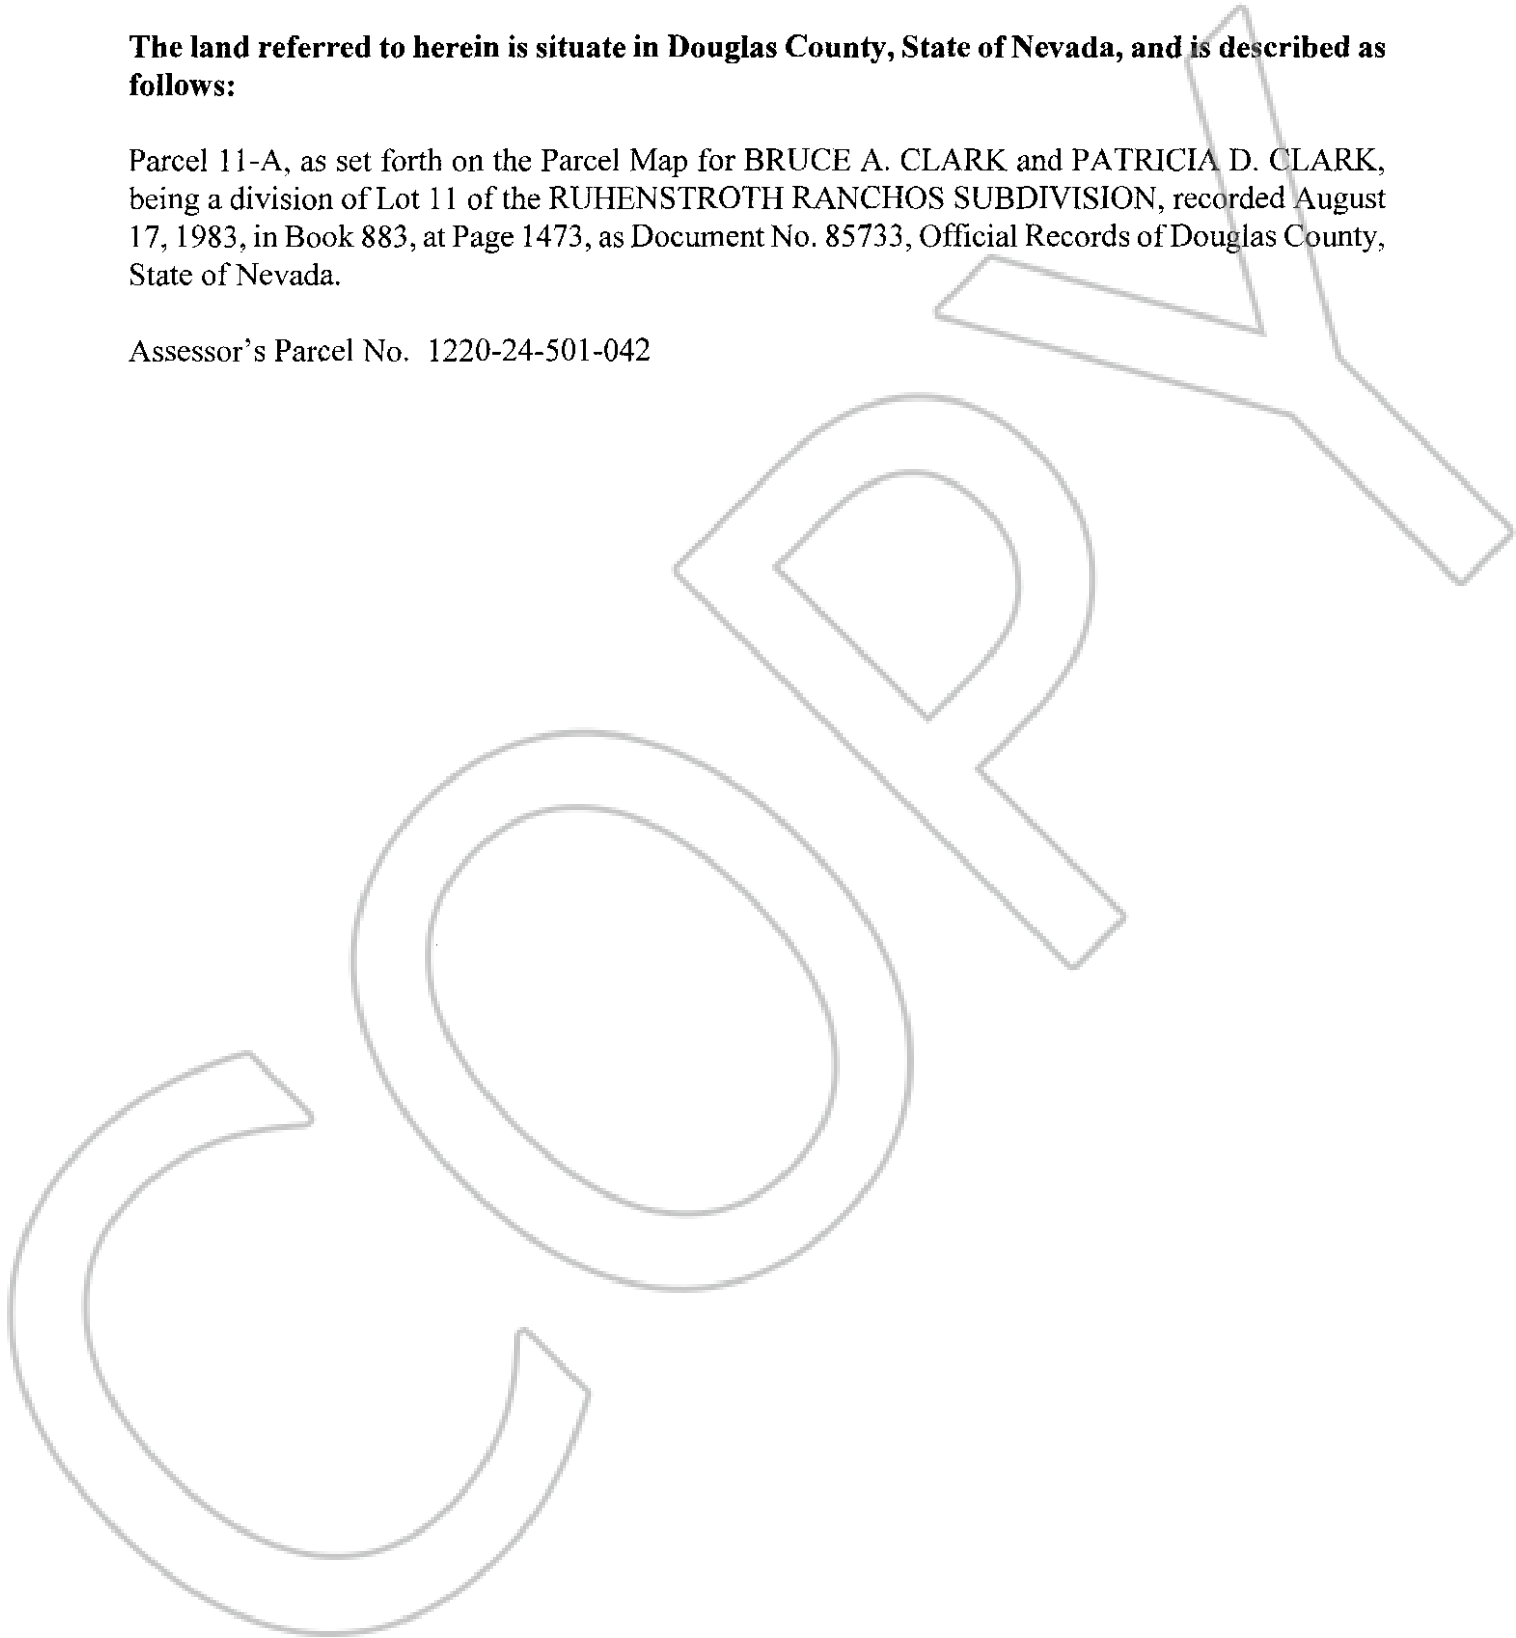 The land referred to herein is situate in Douglas County, State of Nevada, and is described as
follows:
Parcel 11-A, as set forth on the Parcel Map for BRUCE A. CLARK and PATRICIA D. CLARK,
being a division of Lot 11 of the RUHENSTROTH RANCHOS SUBDIVISION, recorded August
17, 1983, in Book 883, at Page 1473, as Document No. 85733, Official Records of Douglas County,
State of Nevada.
Assessor's Parcel No. 1220-24-501-042
COPY